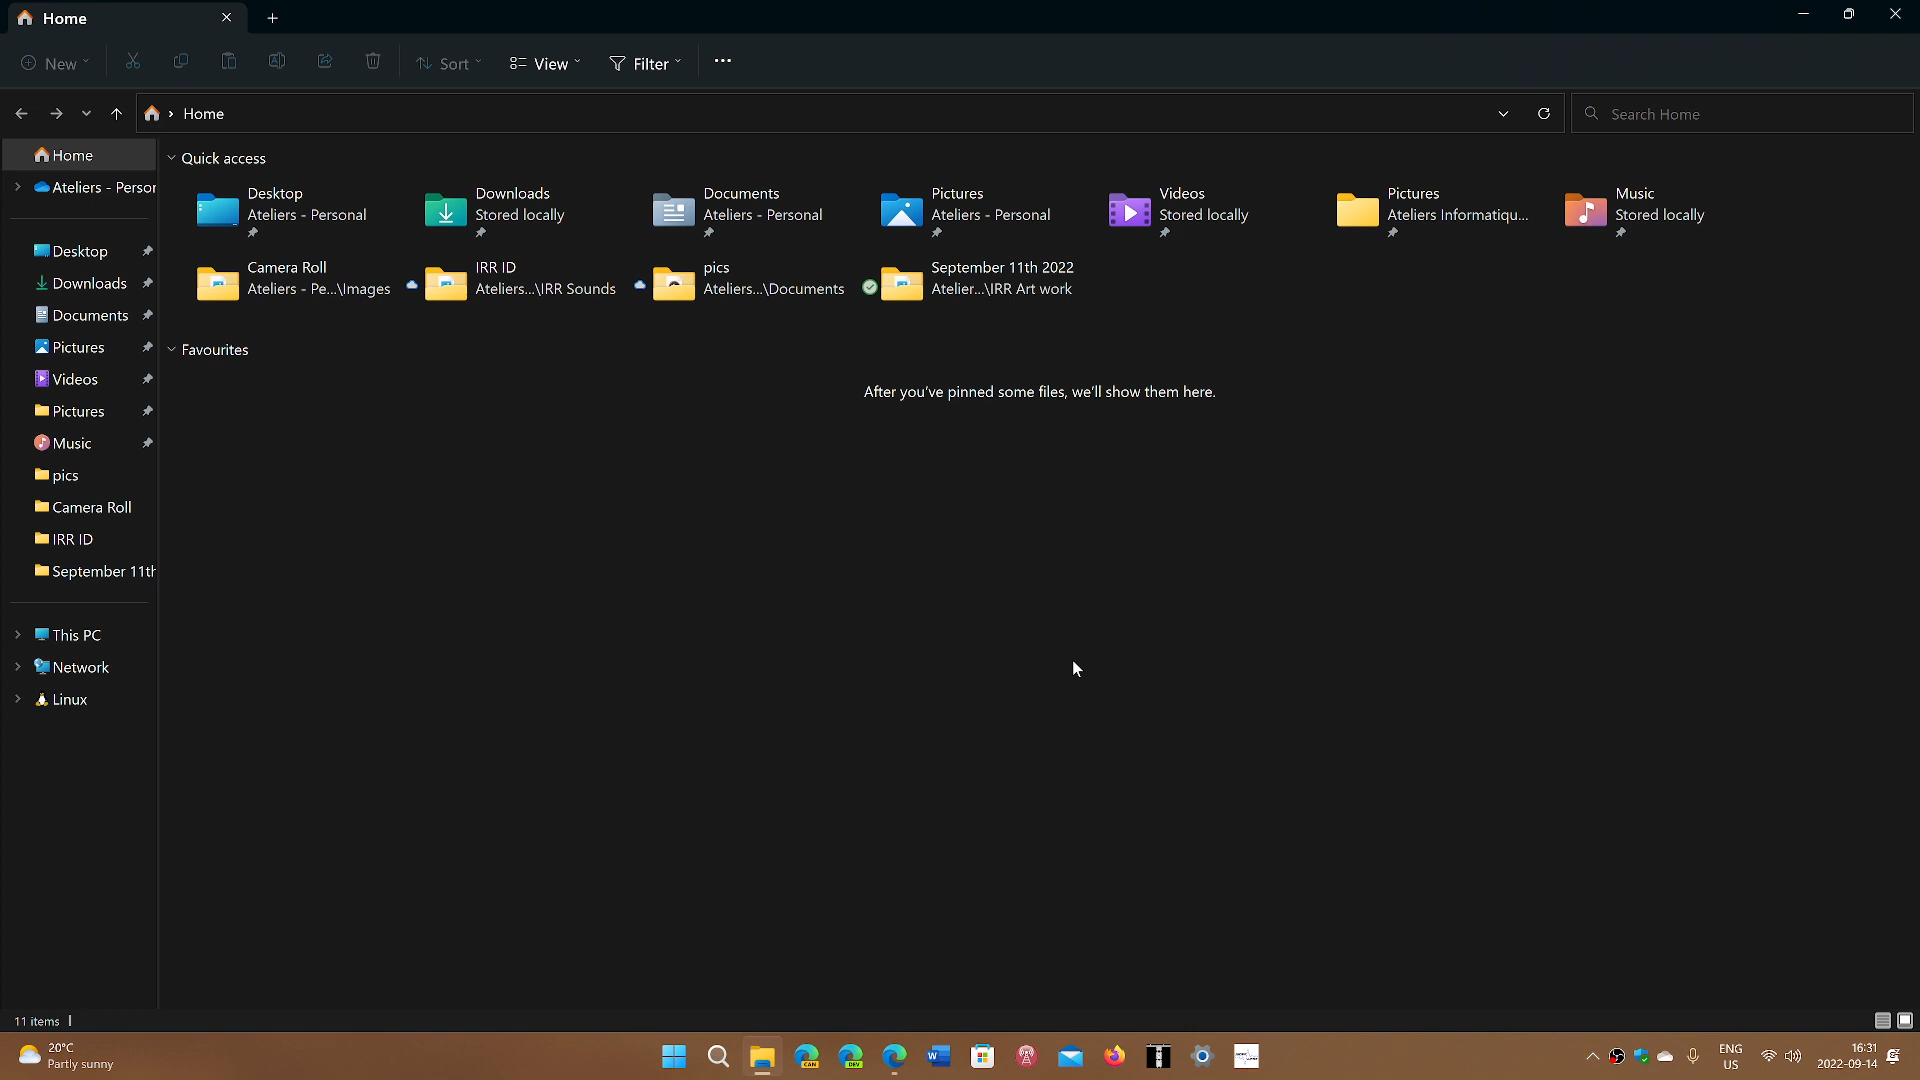 Home
New
Sort
View
Filter
Home
Search Home
Home
Ateliers - Person
Desktop
Downloads
Documents
Pictures
Videos
Pictures
Music
pics
Camera Roll
IRR ID
September 11th
This PC
Network
Linux
Quick access
Desktop
Ateliers - Personal
Downloads
Stored locally
Documents
Ateliers - Personal
Pictures
Ateliers - Personal
Videos
Stored locally
Pictures
Ateliers Informatiqu...
Music
Stored locally
Camera Roll
Ateliers - Pe...\Images
IRR ID
Ateliers...\IRR Sounds
pics
Ateliers...\Documents
September 11th 2022
Atelier...\IRR Art work
Favourites
After you've pinned some files, we'll show them here.
11 items
20°C
Partly sunny
CAN
DEV
W
ENG
US
16:31
2022-09-14